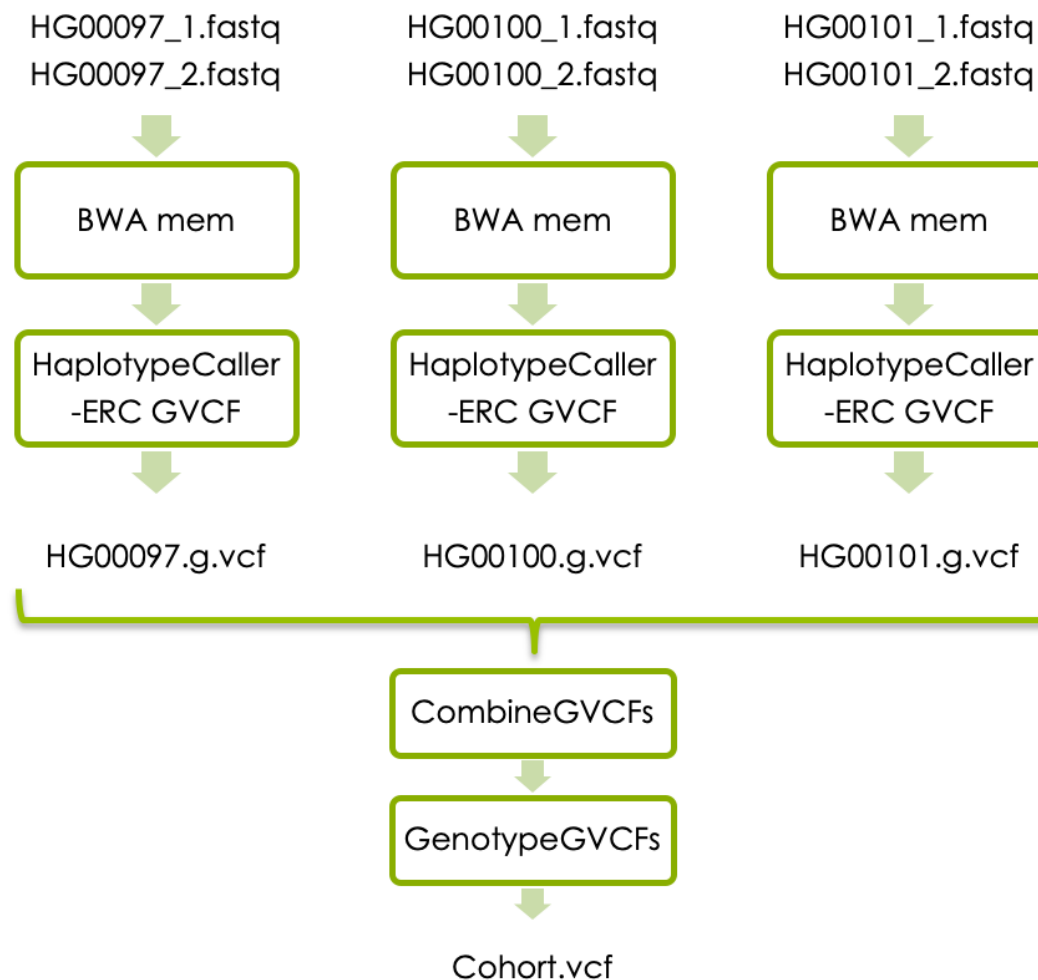 HG00097_1.fastq
HG00097_2.fastq
HG00100_1.fastq
HG00100_2.fastq
HG00101_1.fastq
HG00101_2.fastq
BWA mem
BWA mem
BWA mem
HaplotypeCaller
-ERC GVCF
HaplotypeCaller
-ERC GVCF
HaplotypeCaller
-ERC GVCF
HG00097.g.vcf
HG00100.g.vcf
HG00101.g.vcf
CombineGVCFs
GenotypeGVCFs
Cohort.vcf